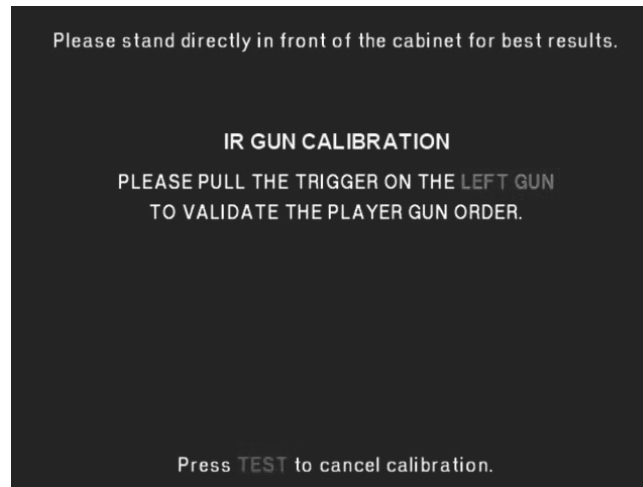 Please stand directly in front of the cabinet for best results.
IR GUN CALIBRATION
PLEASE PULL THE TRIGGER ON THE LEFT GUN
TO VALIDATE THE PLAYER GUN ORDER.
Press TEST to cancel calibration.